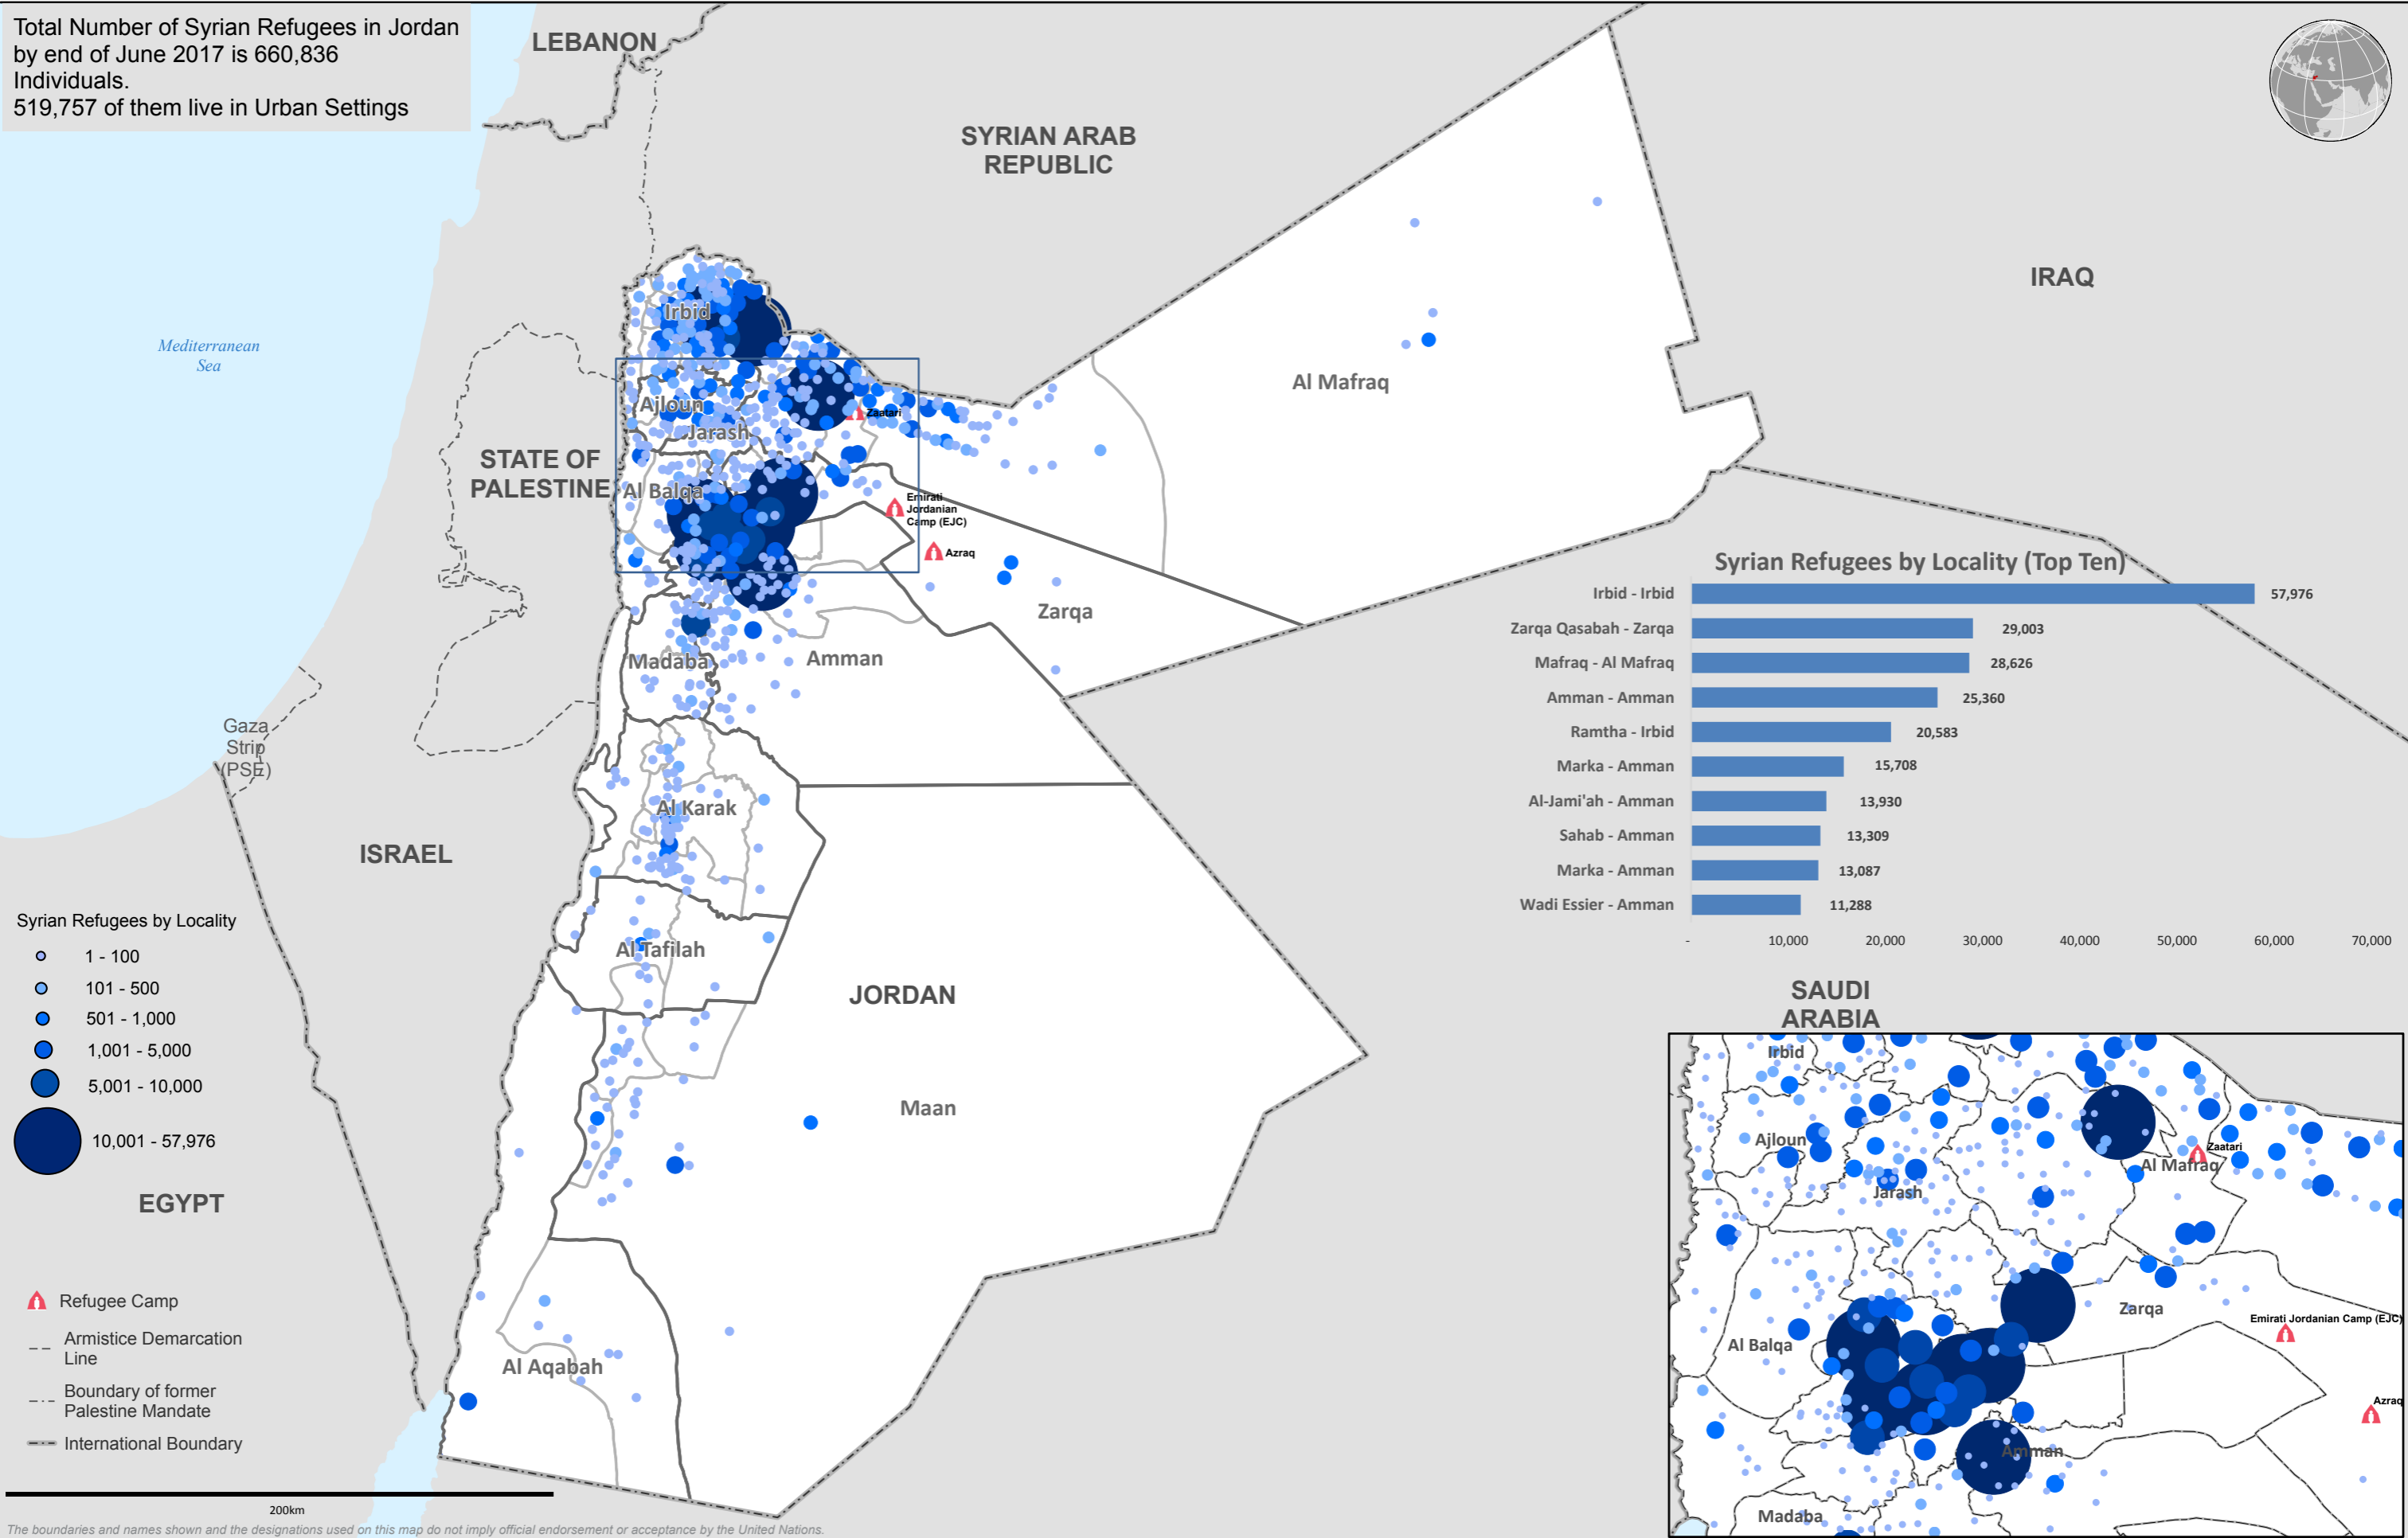 Total Number of Syrian Refugees in Jordan
by end of June 2017 is 660,836
Individuals.
519,757 of them live in Urban Settings
LEBANON
SYRIAN ARAB
REPUBLIC
IRAQ
Mediterranean
Sea
Irbid
Al Mafraq
Ajloun
Zaatari
Jarash
STATE OF
PALESTINE
Al Balqa
Emirati
Jordanian
Camp (EJC)
Azraq
Zarqa
Madaba
Amman
Gaza
Strip
(PSE)
Al Karak
ISRAEL
Al Tafilah
JORDAN
Maan
EGYPT
Al Aqabah
SAUDI
ARABIA
Syrian Refugees by Locality (Top Ten)
Irbid - Irbid 57,976
Zarqa Qasabah - Zarqa 29,003
Mafraq - Al Mafraq 28,626
Amman - Amman 25,360
Ramtha - Irbid 20,583
Marka - Amman 15,708
Al-Jami'ah - Amman 13,930
Sahab - Amman 13,309
Marka - Amman 13,087
Wadi Essier - Amman 11,288
- 10,000 20,000 30,000 40,000 50,000 60,000 70,000
Syrian Refugees by Locality
1 - 100
101 - 500
501 - 1,000
1,001 - 5,000
5,001 - 10,000
10,001 - 57,976
Refugee Camp
Armistice Demarcation
Line
Boundary of former
Palestine Mandate
International Boundary
200km
Irbid
Ajloun
Zaatari
Al Mafraq
Jarash
Zarqa
Emirati Jordanian Camp (EJC)
Al Balqa
Azraq
Amman
Madaba
The boundaries and names shown and the designations used on this map do not imply official endorsement or acceptance by the United Nations.